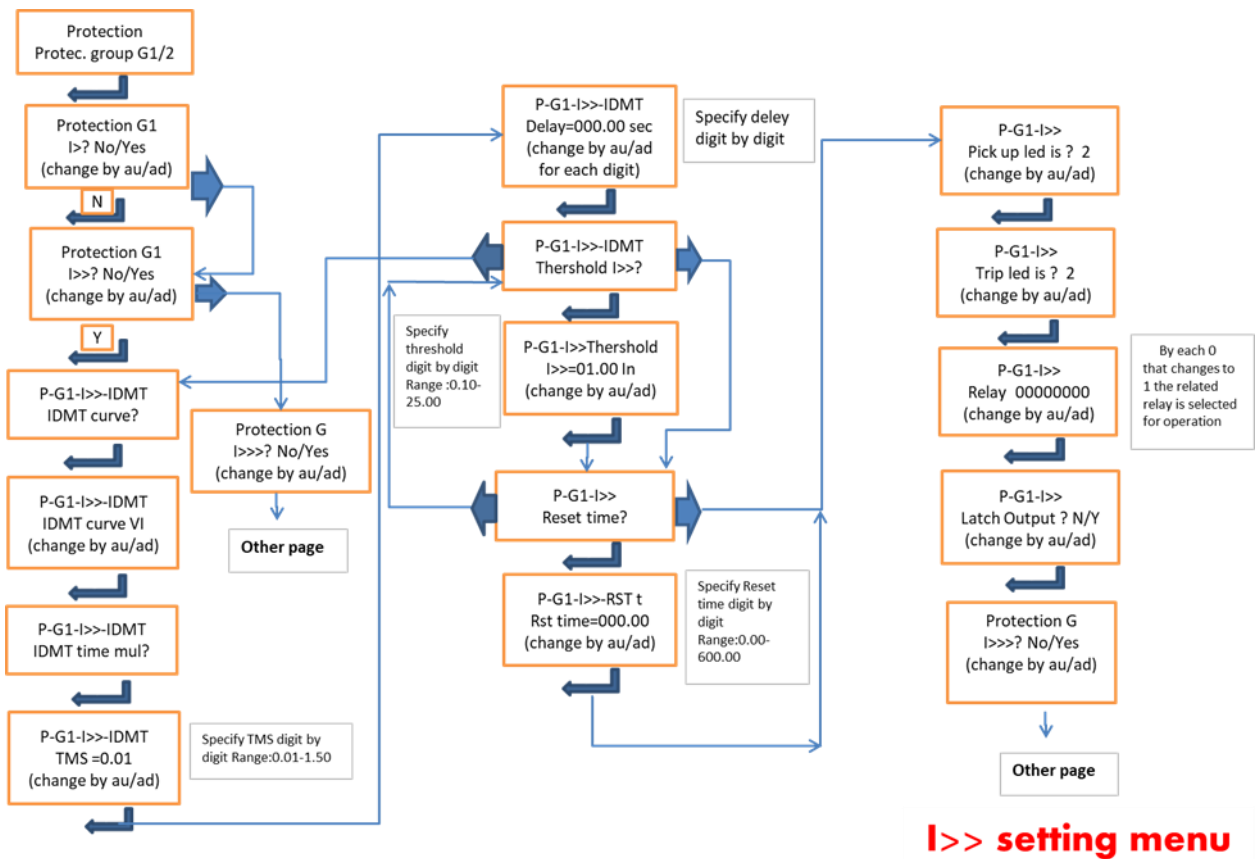 Protection
Protec. group G1/2
Protection G1
I>? No/Yes
(change by au/ad)
N
Protection G1
I>>? No/Yes
(change by au/ad)
Y
P-G1-I>>-IDMT
IDMT curve?
P-G1-I>>-IDMT
IDMT curve VI
(change by au/ad)
P-G1-I>>-IDMT
IDMT time mul?
P-G1-I>>-IDMT
TMS =0.01
(change by au/ad)
Specify TMS digit by
digit Range:0.01-1.50
Protection G
I>>>? No/Yes
(change by au/ad)
Other page
P-G1-I>>-IDMT
Delay=000.00 sec
(change by au/ad
for each digit)
Specify deley
digit by digit
P-G1-I>>-IDMT
Thershold I>>?
Specify
threshold
digit by digit
Range :0.10-
25.00
P-G1-I>>Thershold
I>>=01.00 In
(change by au/ad)
P-G1-I>>
Reset time?
P-G1-I>>-RST t
Rst time=000.00
(change by au/ad)
Specify Reset
time digit by
digit
Range:0.00-
600.00
P-G1-I>>
Pick up led is ? 2
(change by au/ad)
P-G1-I>>
Trip led is ? 2
(change by au/ad)
P-G1-I>>
Relay 00000000
(change by au/ad)
By each 0
that changes to
1 the related
relay is selected
for operation
P-G1-I>>
Latch Output ? N/Y
(change by au/ad)
Protection G
I>>>? No/Yes
(change by au/ad)
Other page
I>> setting menu